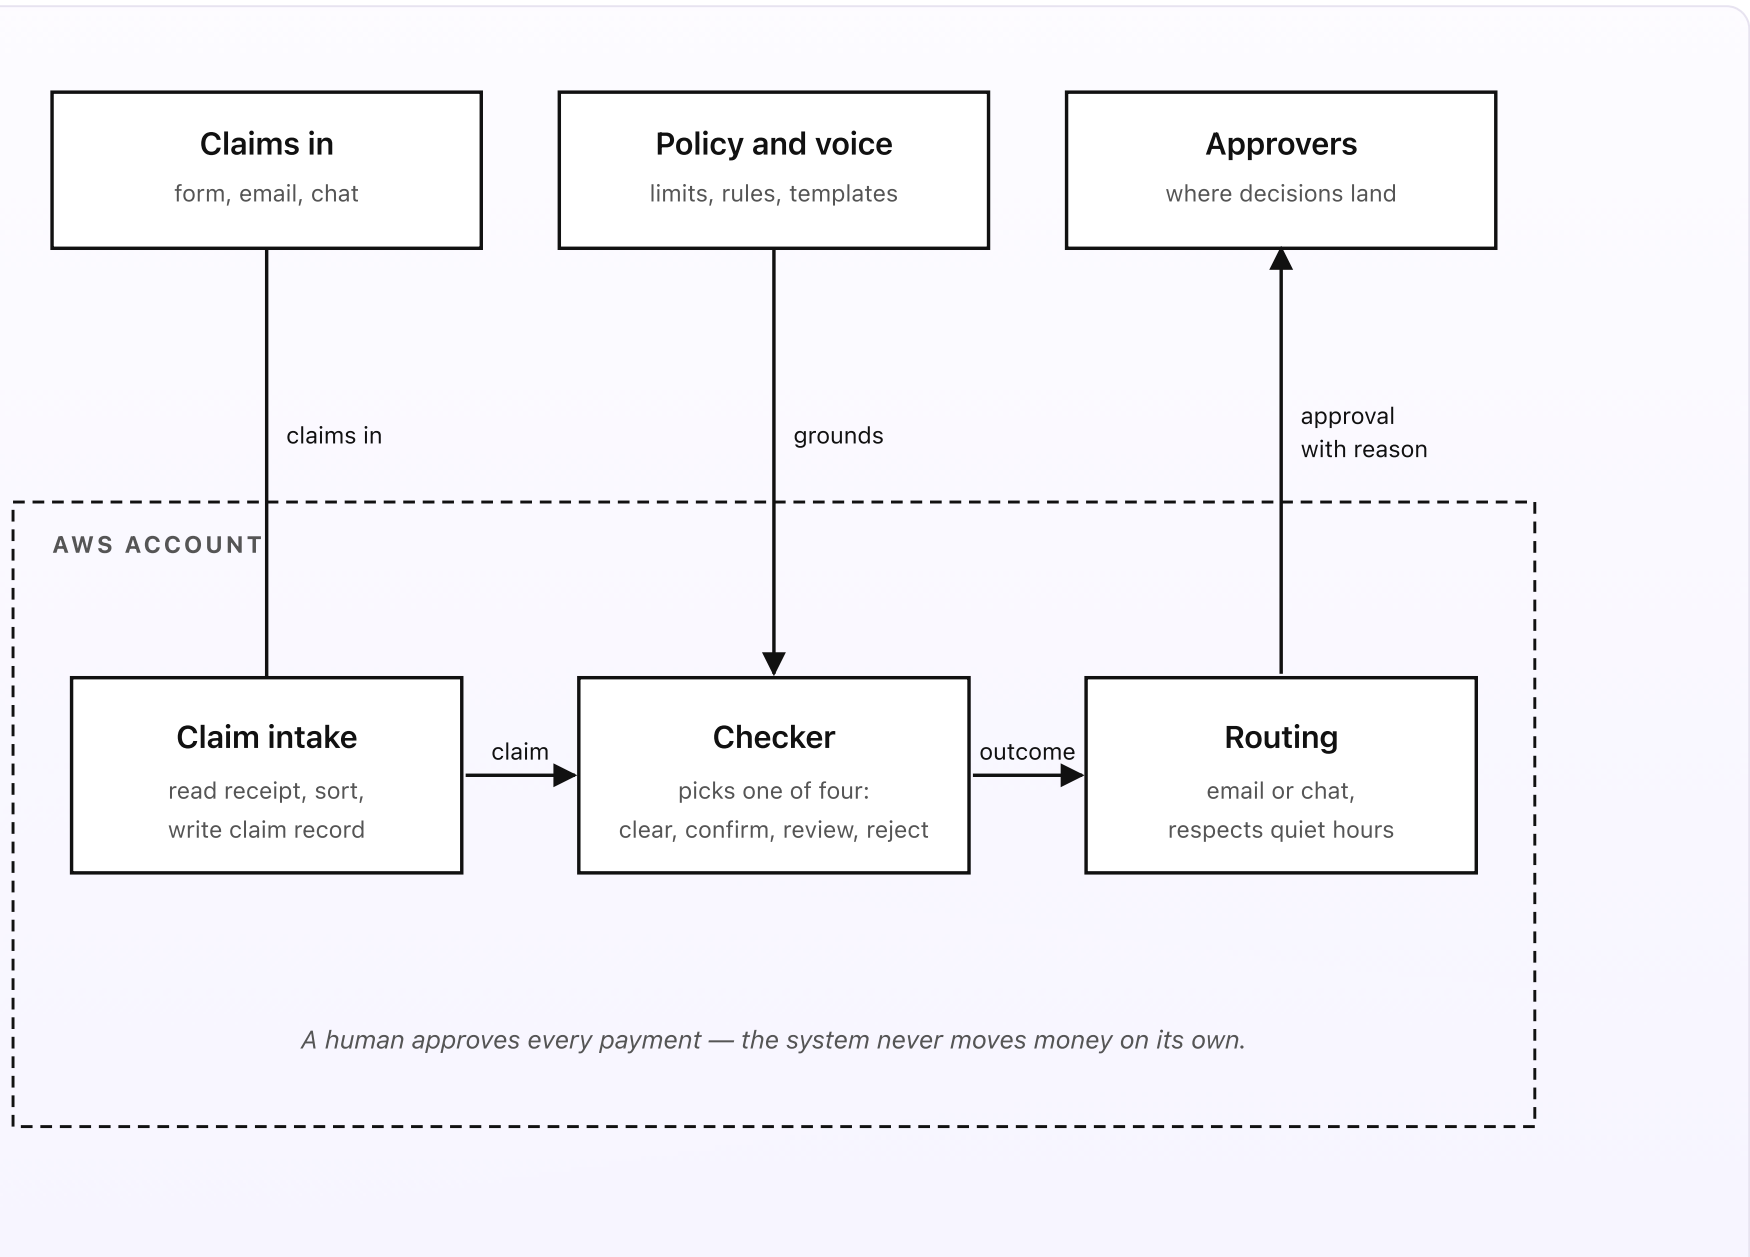 Claims in
form, email, chat
Policy and voice
limits, rules, templates
Approvers
where decisions land
claims in
grounds
approval
with reason
AWS ACCOUNT
Claim intake
read receipt, sort,
write claim record
claim
Checker
picks one of four:
clear, confirm, review, reject
outcome
Routing
email or chat,
respects quiet hours
A human approves every payment — the system never moves money on its own.